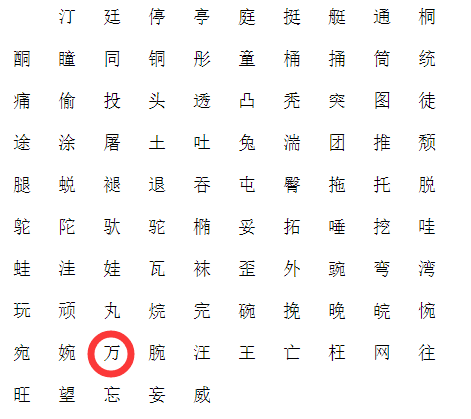 汀 廷 停 亭 庭 挺 艇 通 桐
酮 瞳 同 铜 彤 童 桶 捅 筒 统
痛 偷 投 头 透 凸 秃 突 图 徒
途 涂 屠 土 吐 兔 湍 团 推 颓
腿 蜕 褪 退 吞 屯 臀 拖 托 脱
鸵 陀 驮 驼 椭 妥 拓 唾 挖 哇
蛙 洼 娃 瓦 袜 歪 外 豌 弯 湾
玩 顽 丸 烷 完 碗 挽 晚 皖 惋
宛 婉 万 腕 汪 王 亡 枉 网 往
旺 望 忘 妄 威